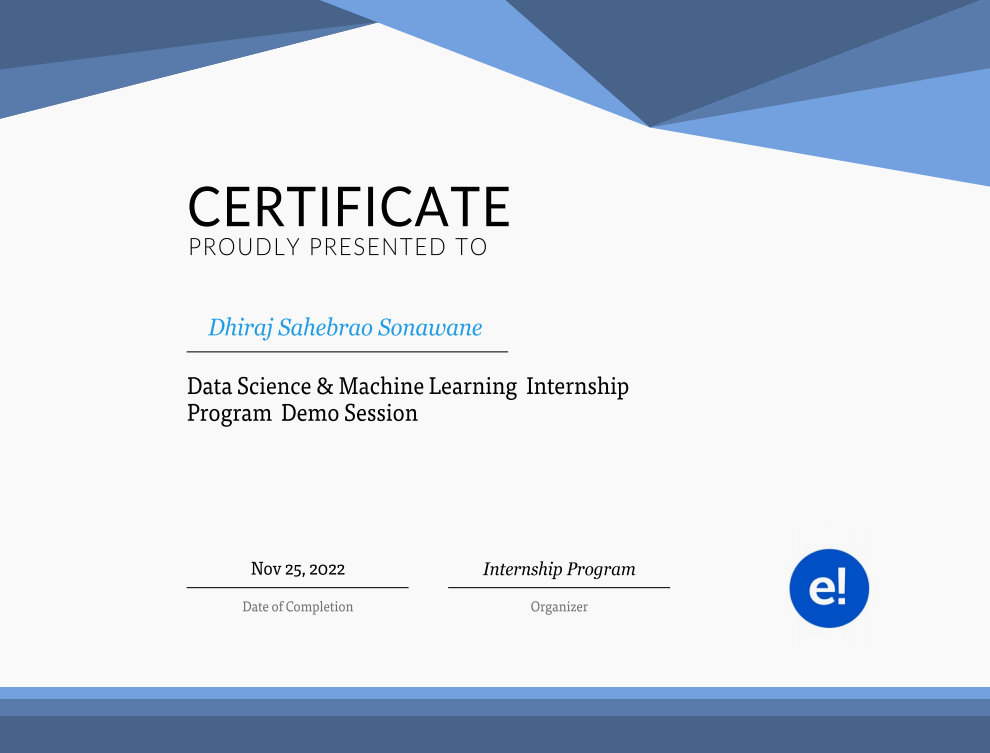 CERTIFICATE
PROUDLY PRESENTED TO
Dhiraj Sahebrao Sonawane
Data Science & Machine Learning Internship
Program Demo Session
Nov 25, 2022
Internship Program
Date of Completion
Organizer
e!